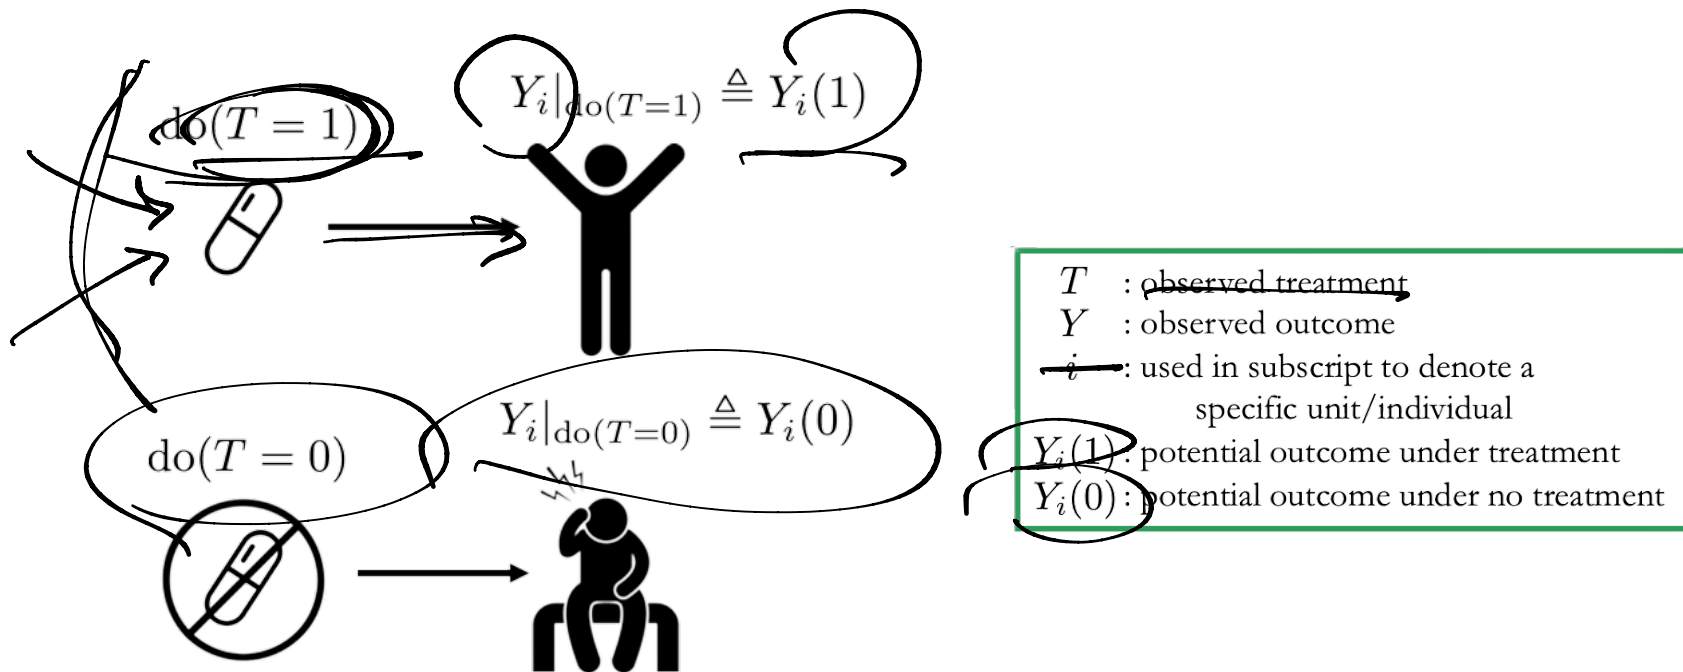 do(T = 1)
Y_i|_{do(T=1)} ≜ Y_i(1)
do(T = 0)
Y_i|_{do(T=0)} ≜ Y_i(0)
T : observed treatment
Y : observed outcome
i : used in subscript to denote a
specific unit/individual
Y_i(1) : potential outcome under treatment
Y_i(0) : potential outcome under no treatment